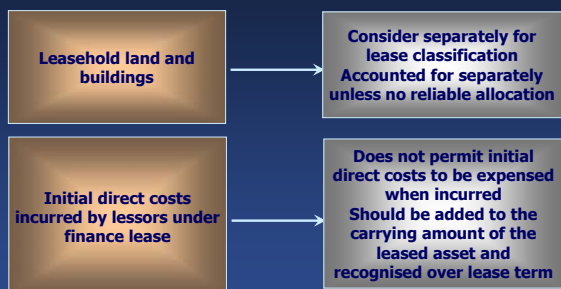 Leasehold land and
buildings
Consider separately for
lease classification
Accounted for separately
unless no reliable allocation
Initial direct costs
incurred by lessors under
finance lease
Does not permit initial
direct costs to be expensed
when incurred
Should be added to the
carrying amount of the
leased asset and
recognised over lease term